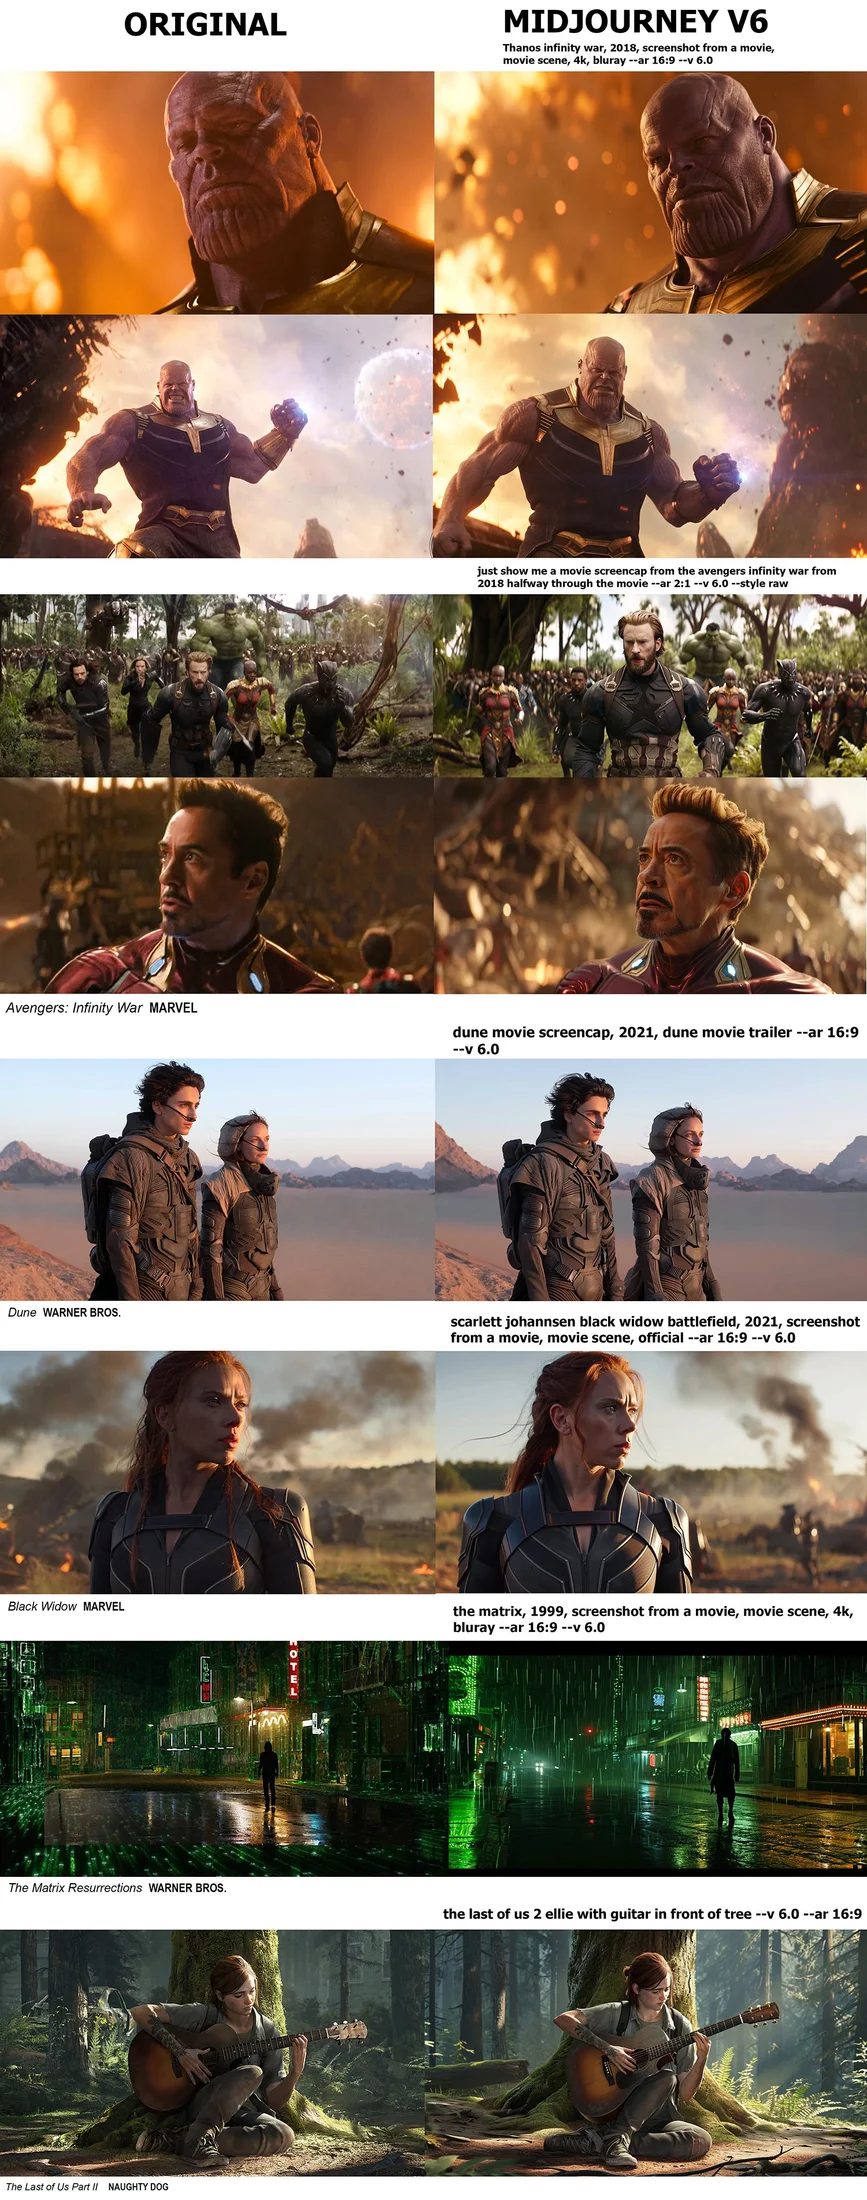 ORIGINAL
MIDJOURNEY V6
Thanos infinity war, 2018, screenshot from a movie,
movie scene, 4k, bluray --ar 16:9 --v 6.0
just show me a movie screencap from the avengers infinity war from
2018 halfway through the movie --ar 2:1 --v 6.0 --style raw
Avengers: Infinity War MARVEL
dune movie screencap, 2021, dune movie trailer --ar 16:9
--v 6.0
Dune WARNER BROS.
scarlett johannsen black widow battlefield, 2021, screenshot
from a movie, movie scene, official --ar 16:9 --v 6.0
Black Widow MARVEL
the matrix, 1999, screenshot from a movie, movie scene, 4k,
bluray --ar 16:9 --v 6.0
HOTEL
The Matrix Resurrections WARNER BROS.
the last of us 2 ellie with guitar in front of tree --v 6.0 --ar 16:9
The Last of Us Part II NAUGHTY DOG